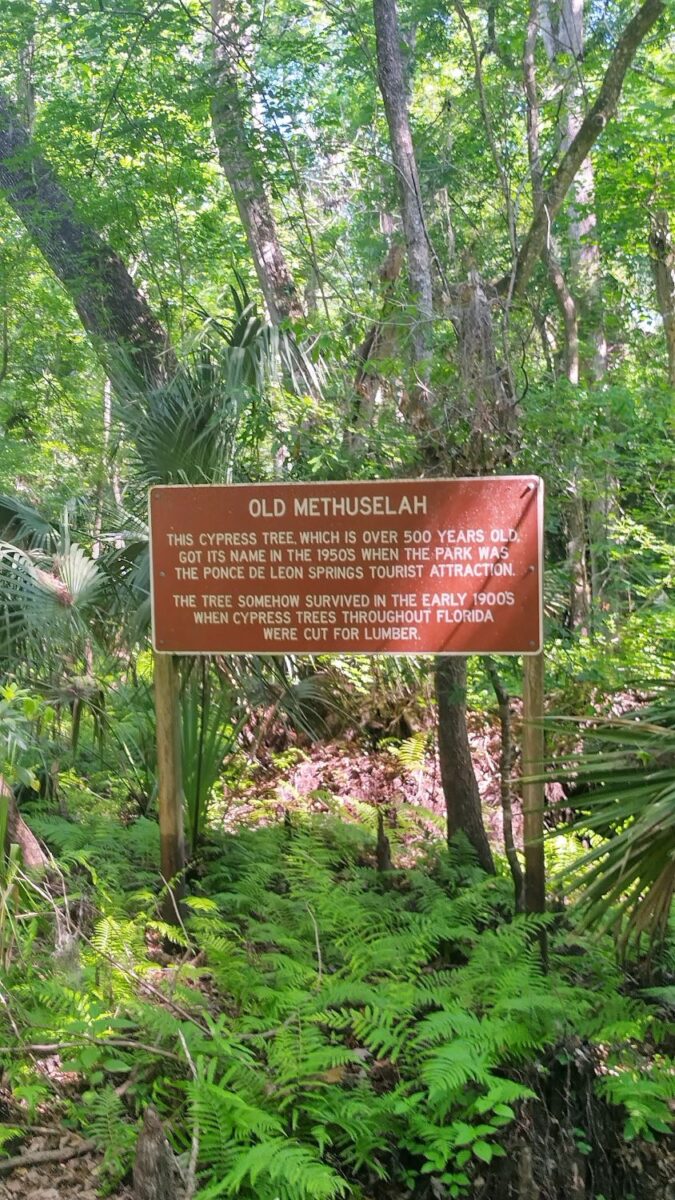 OLD METHUSELAH
THIS CYPRESS TREE, WHICH IS OVER 500 YEARS OLD,
GOT ITS NAME IN THE 1950'S WHEN THE PARK WAS
THE PONCE DE LEON SPRINGS TOURIST ATTRACTION.
THE TREE SOMEHOW SURVIVED IN THE EARLY 1900'S
WHEN CYPRESS TREES THROUGHOUT FLORIDA
WERE CUT FOR LUMBER.